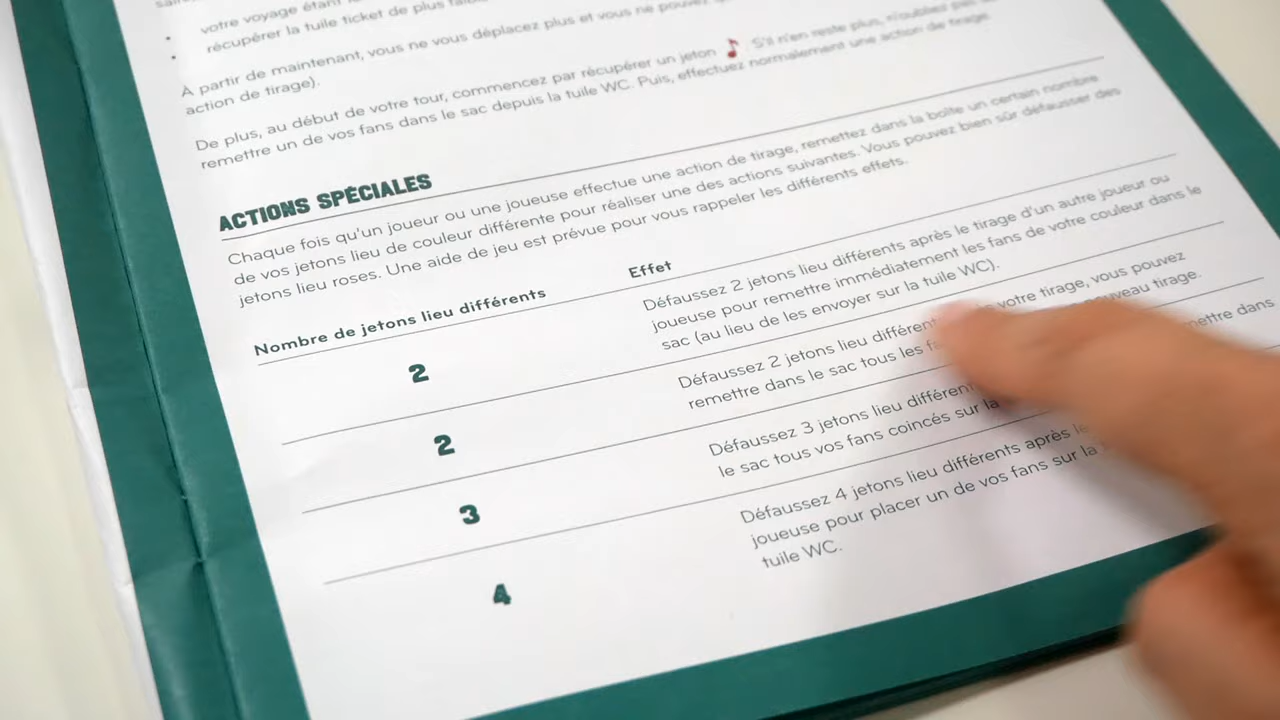 votre voyage étant
récupérer la tuile ticket de plus
À partir de maintenant, vous ne vous déplacez plus et vous ne pouvez
action de tirage).
De plus, au début de votre tour, commencez par récupérer un jeton S'il n'en reste plus, n'oubliez pas
remettre un de vos fans dans le sac depuis la tuile WC. Puis, effectuez normalement une action de tirage.
ACTIONS SPÉCIALES
Chaque fois qu'un joueur ou une joueuse effectue une action de tirage, remettez dans la boîte un certain nombre
de vos jetons lieu de couleur différente pour réaliser une des actions suivantes. Vous pouvez bien sûr défausser des
jetons lieu roses. Une aide de jeu est prévue pour vous rappeler les différents effets.
Nombre de jetons lieu différents Effet
2 Défaussez 2 jetons lieu différents après le tirage d'un autre joueur ou
joueuse pour remettre immédiatement les fans de votre couleur dans le
sac (au lieu de les envoyer sur la tuile WC).
2 Défaussez 2 jetons lieu différen votre tirage, vous pouvez
remettre dans le sac tous les nouveau tirage.
3 Défaussez 3 jetons lieu différen mettre dans
le sac tous vos fans coincés sur la
4 Défaussez 4 jetons lieu différents après le
joueuse pour placer un de vos fans sur la
tuile WC.